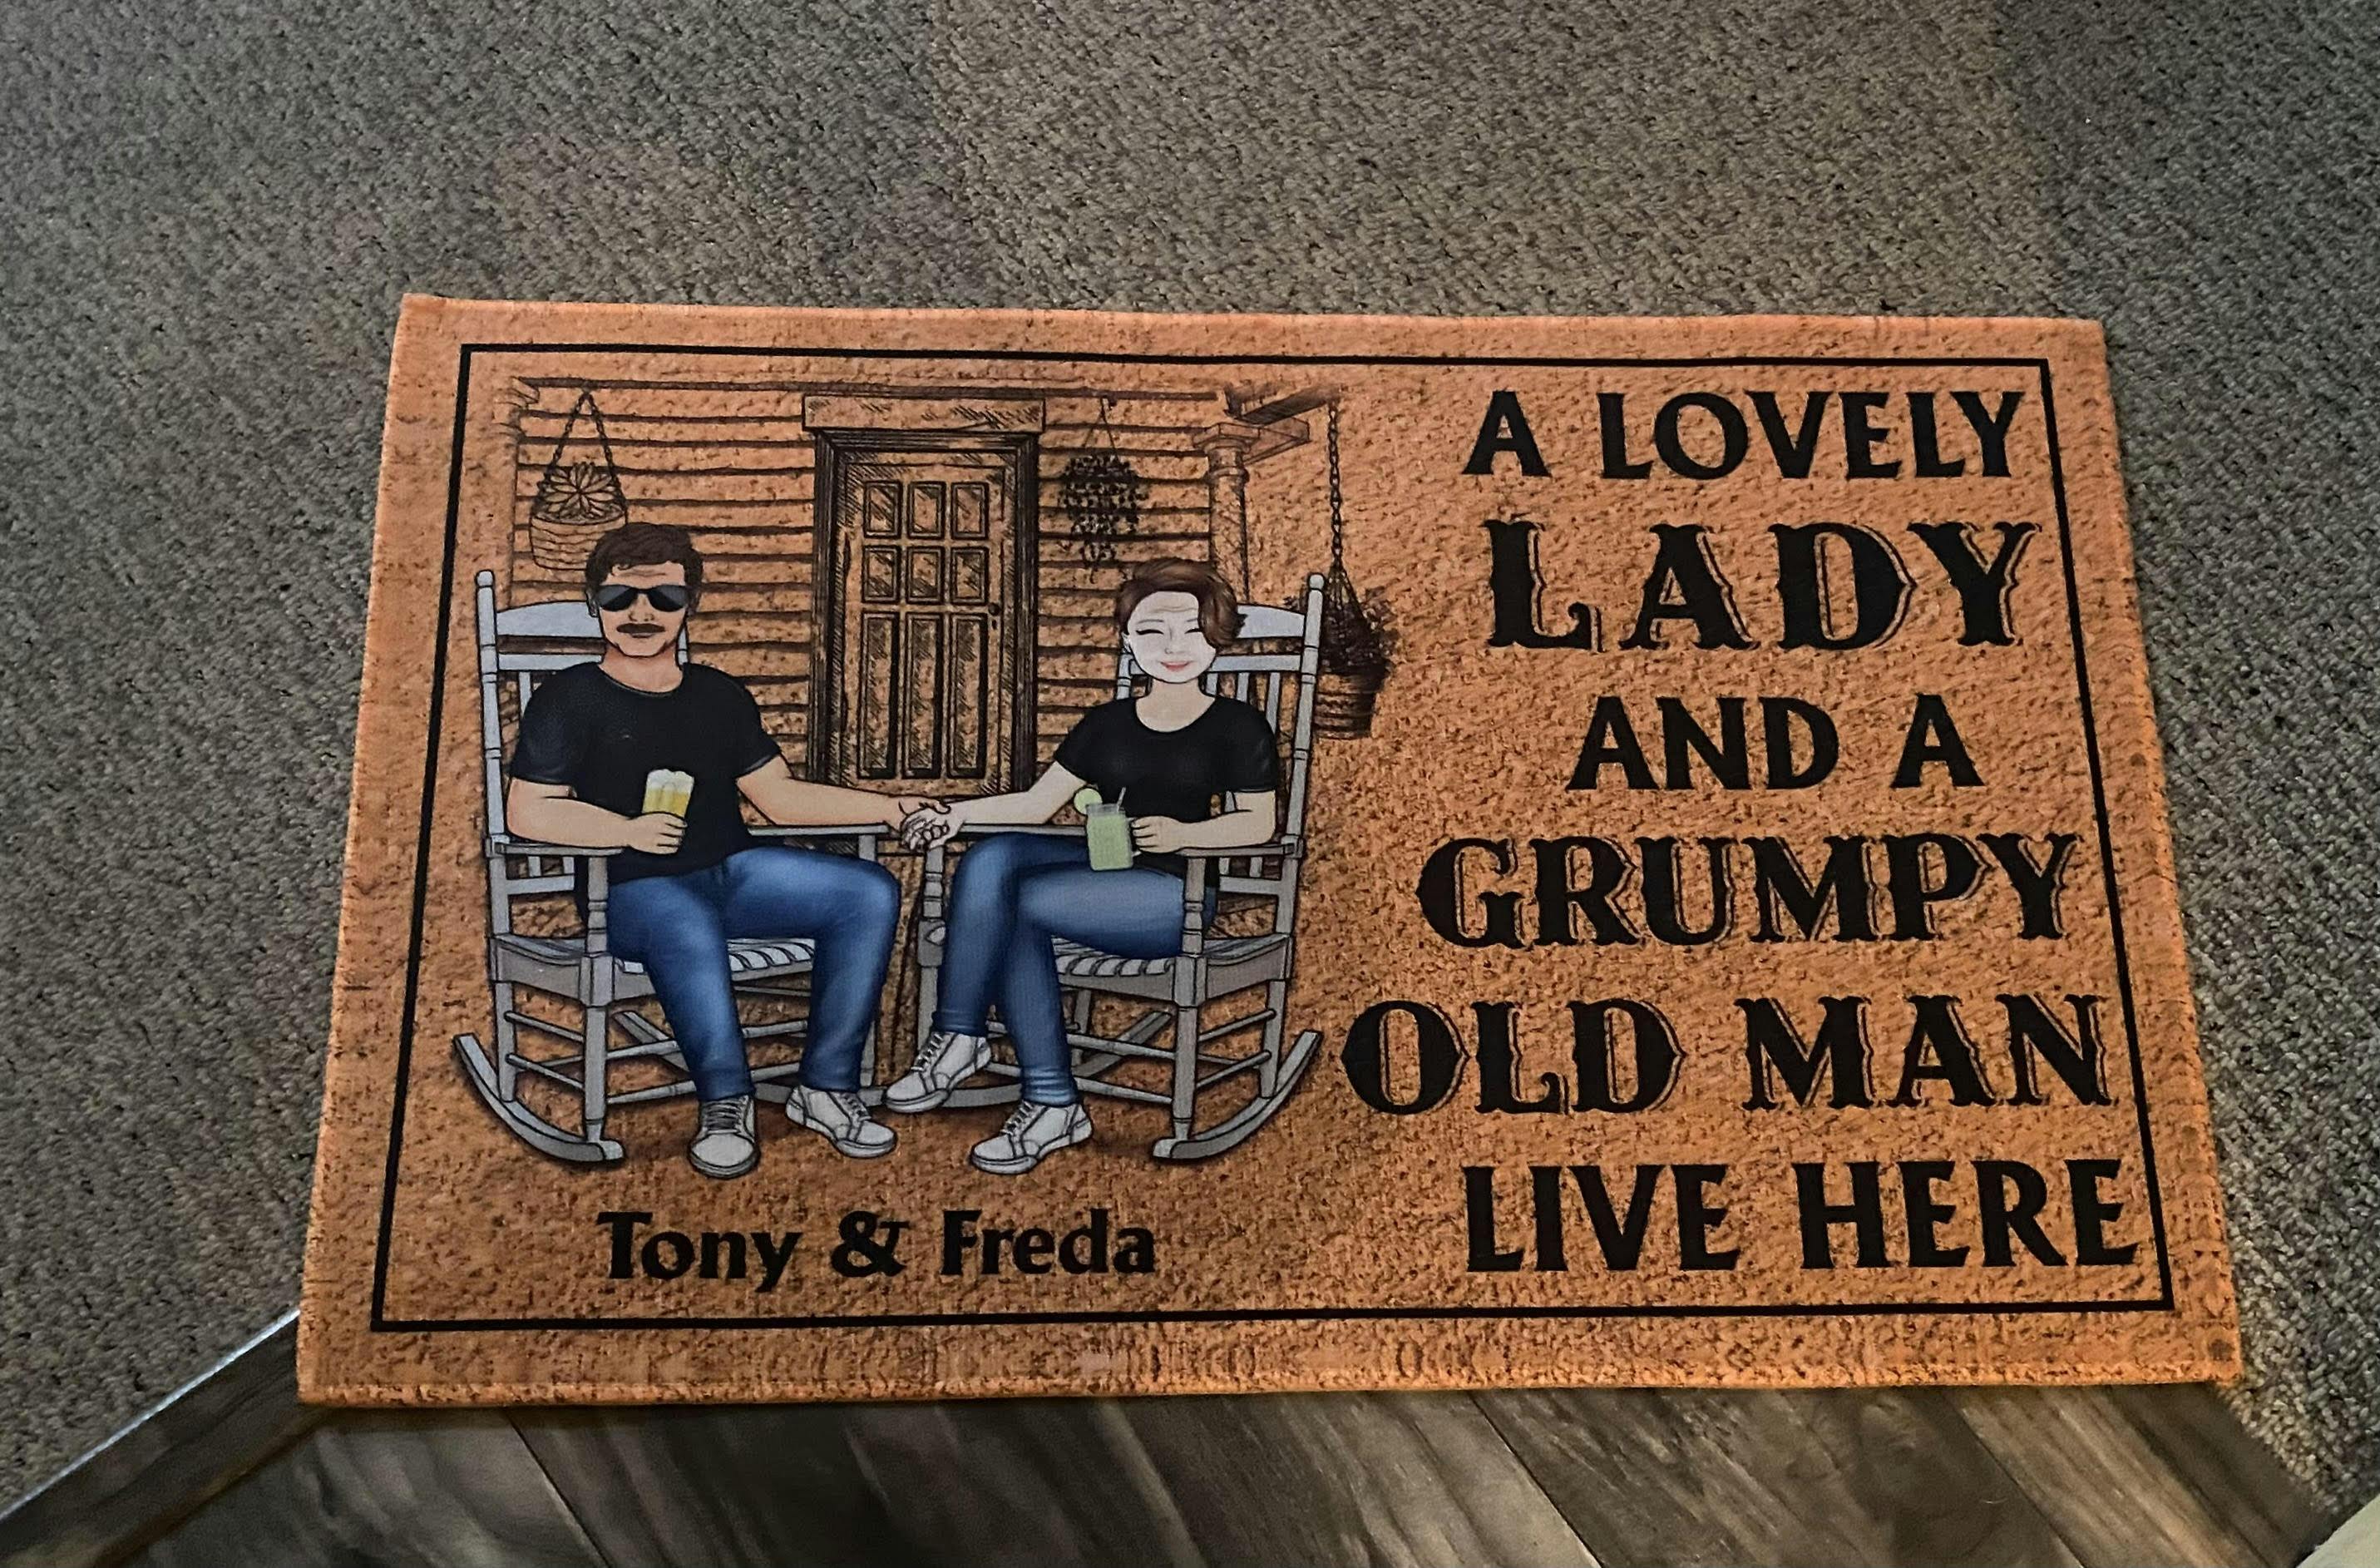 A LOVELY
LADY
AND A
GRUMPY
OLD MAN
LIVE HERE
Tony & Freda